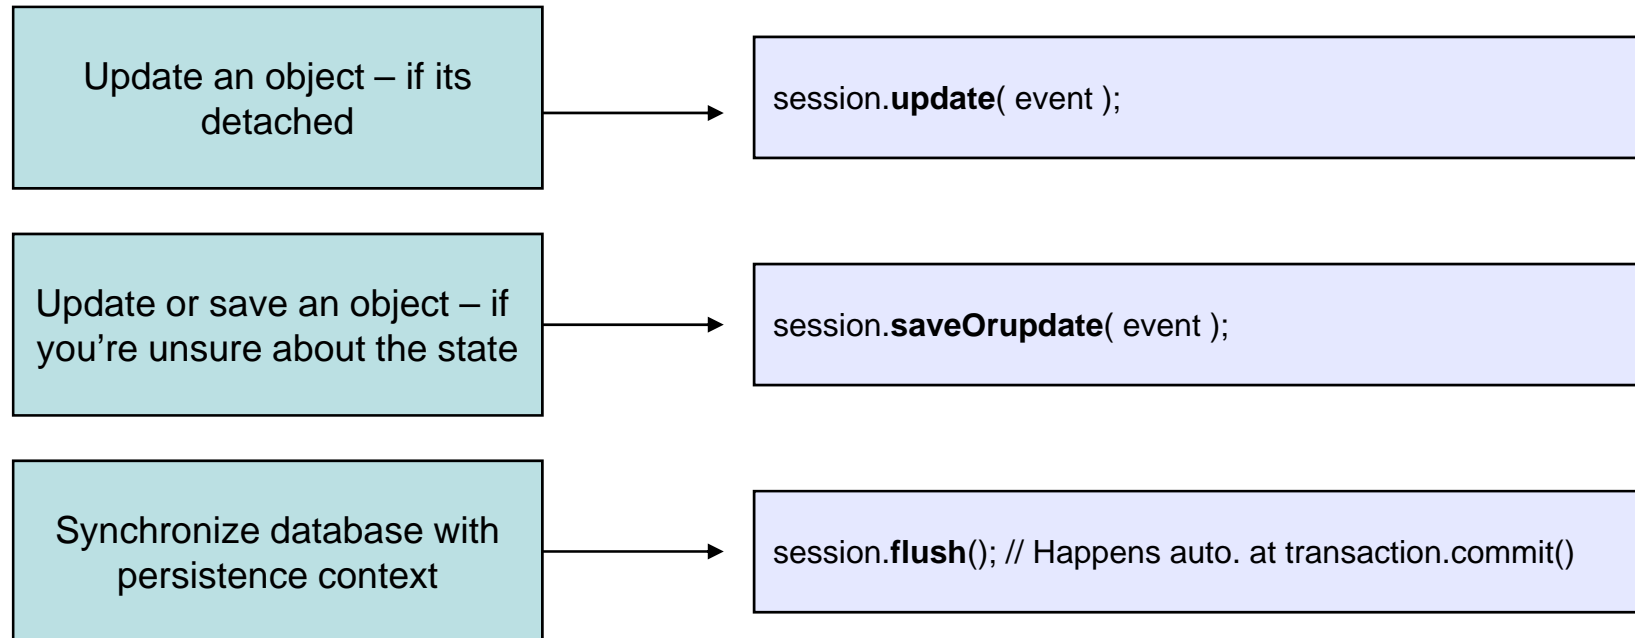 Update an object – if its
detached
session.update( event );
Update or save an object – if
you’re unsure about the state
session.saveOrupdate( event );
Synchronize database with
persistence context
session.flush(); // Happens auto. at transaction.commit()